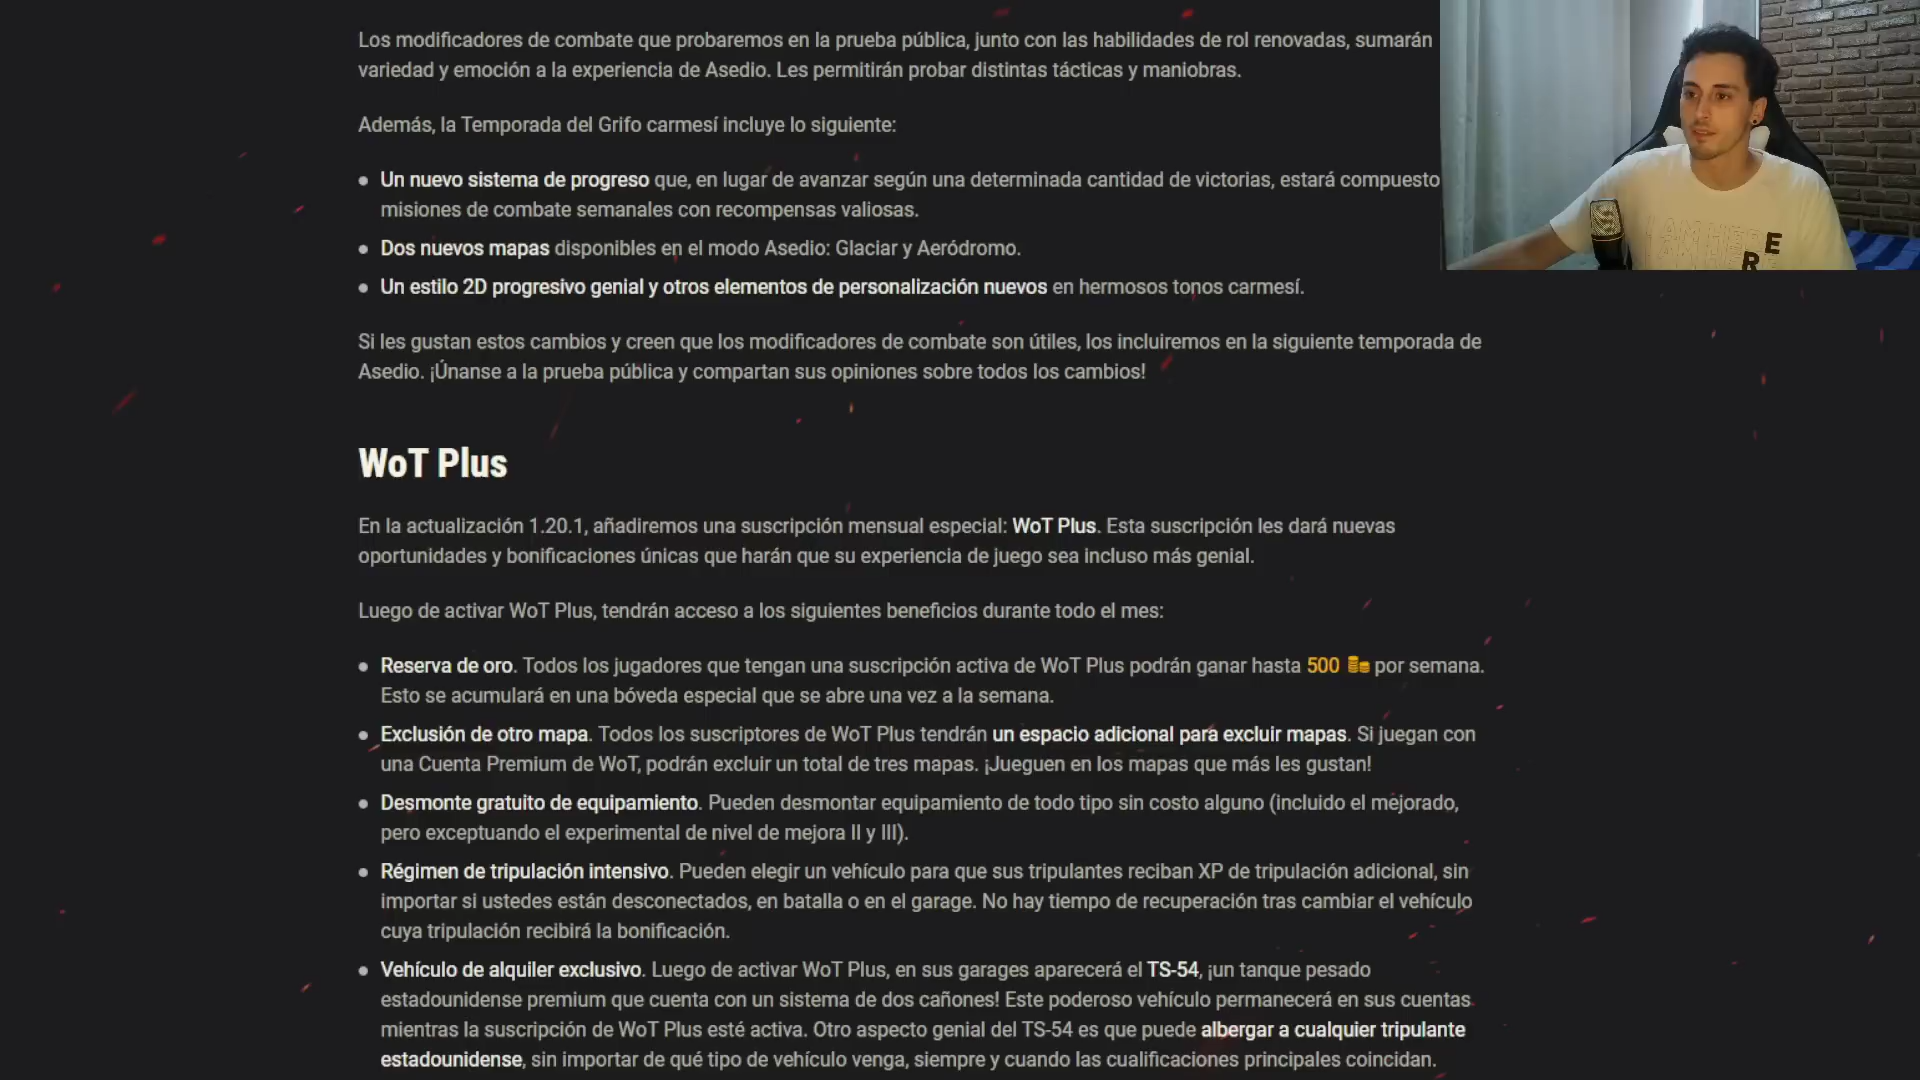 Los modificadores de combate que probaremos en la prueba pública, junto con las habilidades de rol renovadas, sumarán
variedad y emoción a la experiencia de Asedio. Les permitirán probar distintas tácticas y maniobras.
Además, la Temporada del Grifo carmesí incluye lo siguiente:
● Un nuevo sistema de progreso que, en lugar de avanzar según una determinada cantidad de victorias, estará compuesto
misiones de combate semanales con recompensas valiosas.
● Dos nuevos mapas disponibles en el modo Asedio: Glaciar y Aeródromo.
● Un estilo 2D progresivo genial y otros elementos de personalización nuevos en hermosos tonos carmesí.
Si les gustan estos cambios y creen que los modificadores de combate son útiles, los incluiremos en la siguiente temporada de
Asedio. ¡Únanse a la prueba pública y compartan sus opiniones sobre todos los cambios!
WoT Plus
En la actualización 1.20.1, añadiremos una suscripción mensual especial: WoT Plus. Esta suscripción les dará nuevas
oportunidades y bonificaciones únicas que harán que su experiencia de juego sea incluso más genial.
Luego de activar WoT Plus, tendrán acceso a los siguientes beneficios durante todo el mes:
● Reserva de oro. Todos los jugadores que tengan una suscripción activa de WoT Plus podrán ganar hasta 500 por semana.
Esto se acumulará en una bóveda especial que se abre una vez a la semana.
● Exclusión de otro mapa. Todos los suscriptores de WoT Plus tendrán un espacio adicional para excluir mapas. Si juegan con
una Cuenta Premium de WoT, podrán excluir un total de tres mapas. ¡Jueguen en los mapas que más les gustan!
● Desmonte gratuito de equipamiento. Pueden desmontar equipamiento de todo tipo sin costo alguno (incluido el mejorado,
pero exceptuando el experimental de nivel de mejora II y III).
● Régimen de tripulación intensivo. Pueden elegir un vehículo para que sus tripulantes reciban XP de tripulación adicional, sin
importar si ustedes están desconectados, en batalla o en el garage. No hay tiempo de recuperación tras cambiar el vehículo
cuya tripulación recibirá la bonificación.
● Vehículo de alquiler exclusivo. Luego de activar WoT Plus, en sus garages aparecerá el TS-54, ¡un tanque pesado
estadounidense premium que cuenta con un sistema de dos cañones! Este poderoso vehículo permanecerá en sus cuentas
mientras la suscripción de WoT Plus esté activa. Otro aspecto genial del TS-54 es que puede albergar a cualquier tripulante
estadounidense, sin importar de qué tipo de vehículo venga, siempre y cuando las cualificaciones principales coincidan.